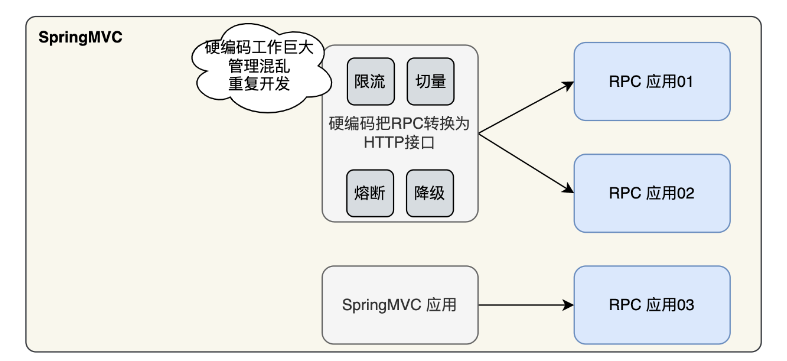 SpringMVC
硬编码工作巨大
管理混乱
重复开发
限流
切量
硬编码把RPC转换为
HTTP接口
熔断
降级
RPC 应用01
RPC 应用02
SpringMVC 应用
RPC 应用03